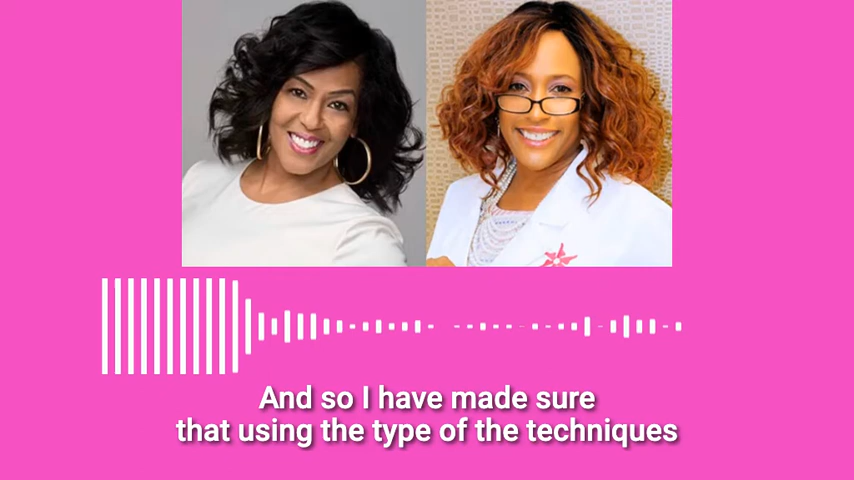 And so I have made sure
that using the type of the techniques